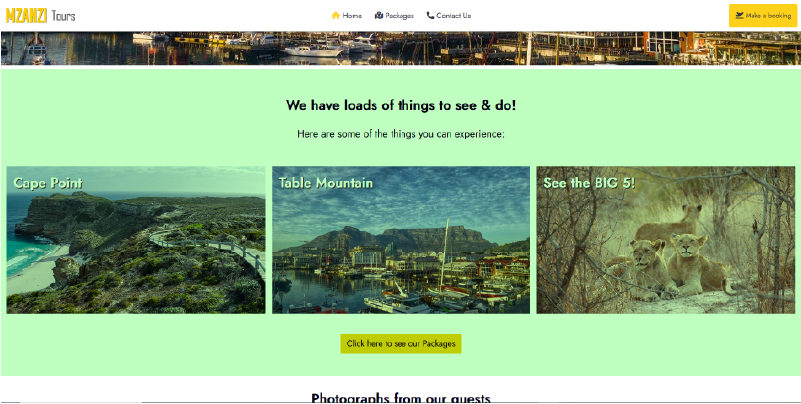 MZANZI Tours
Home
Packages
Contact Us
Make a booking
We have loads of things to see & do!
Here are some of the things you can experience:
Cape Point
Table Mountain
See the BIG 5!
Click here to see our Packages
Photographs from our guests